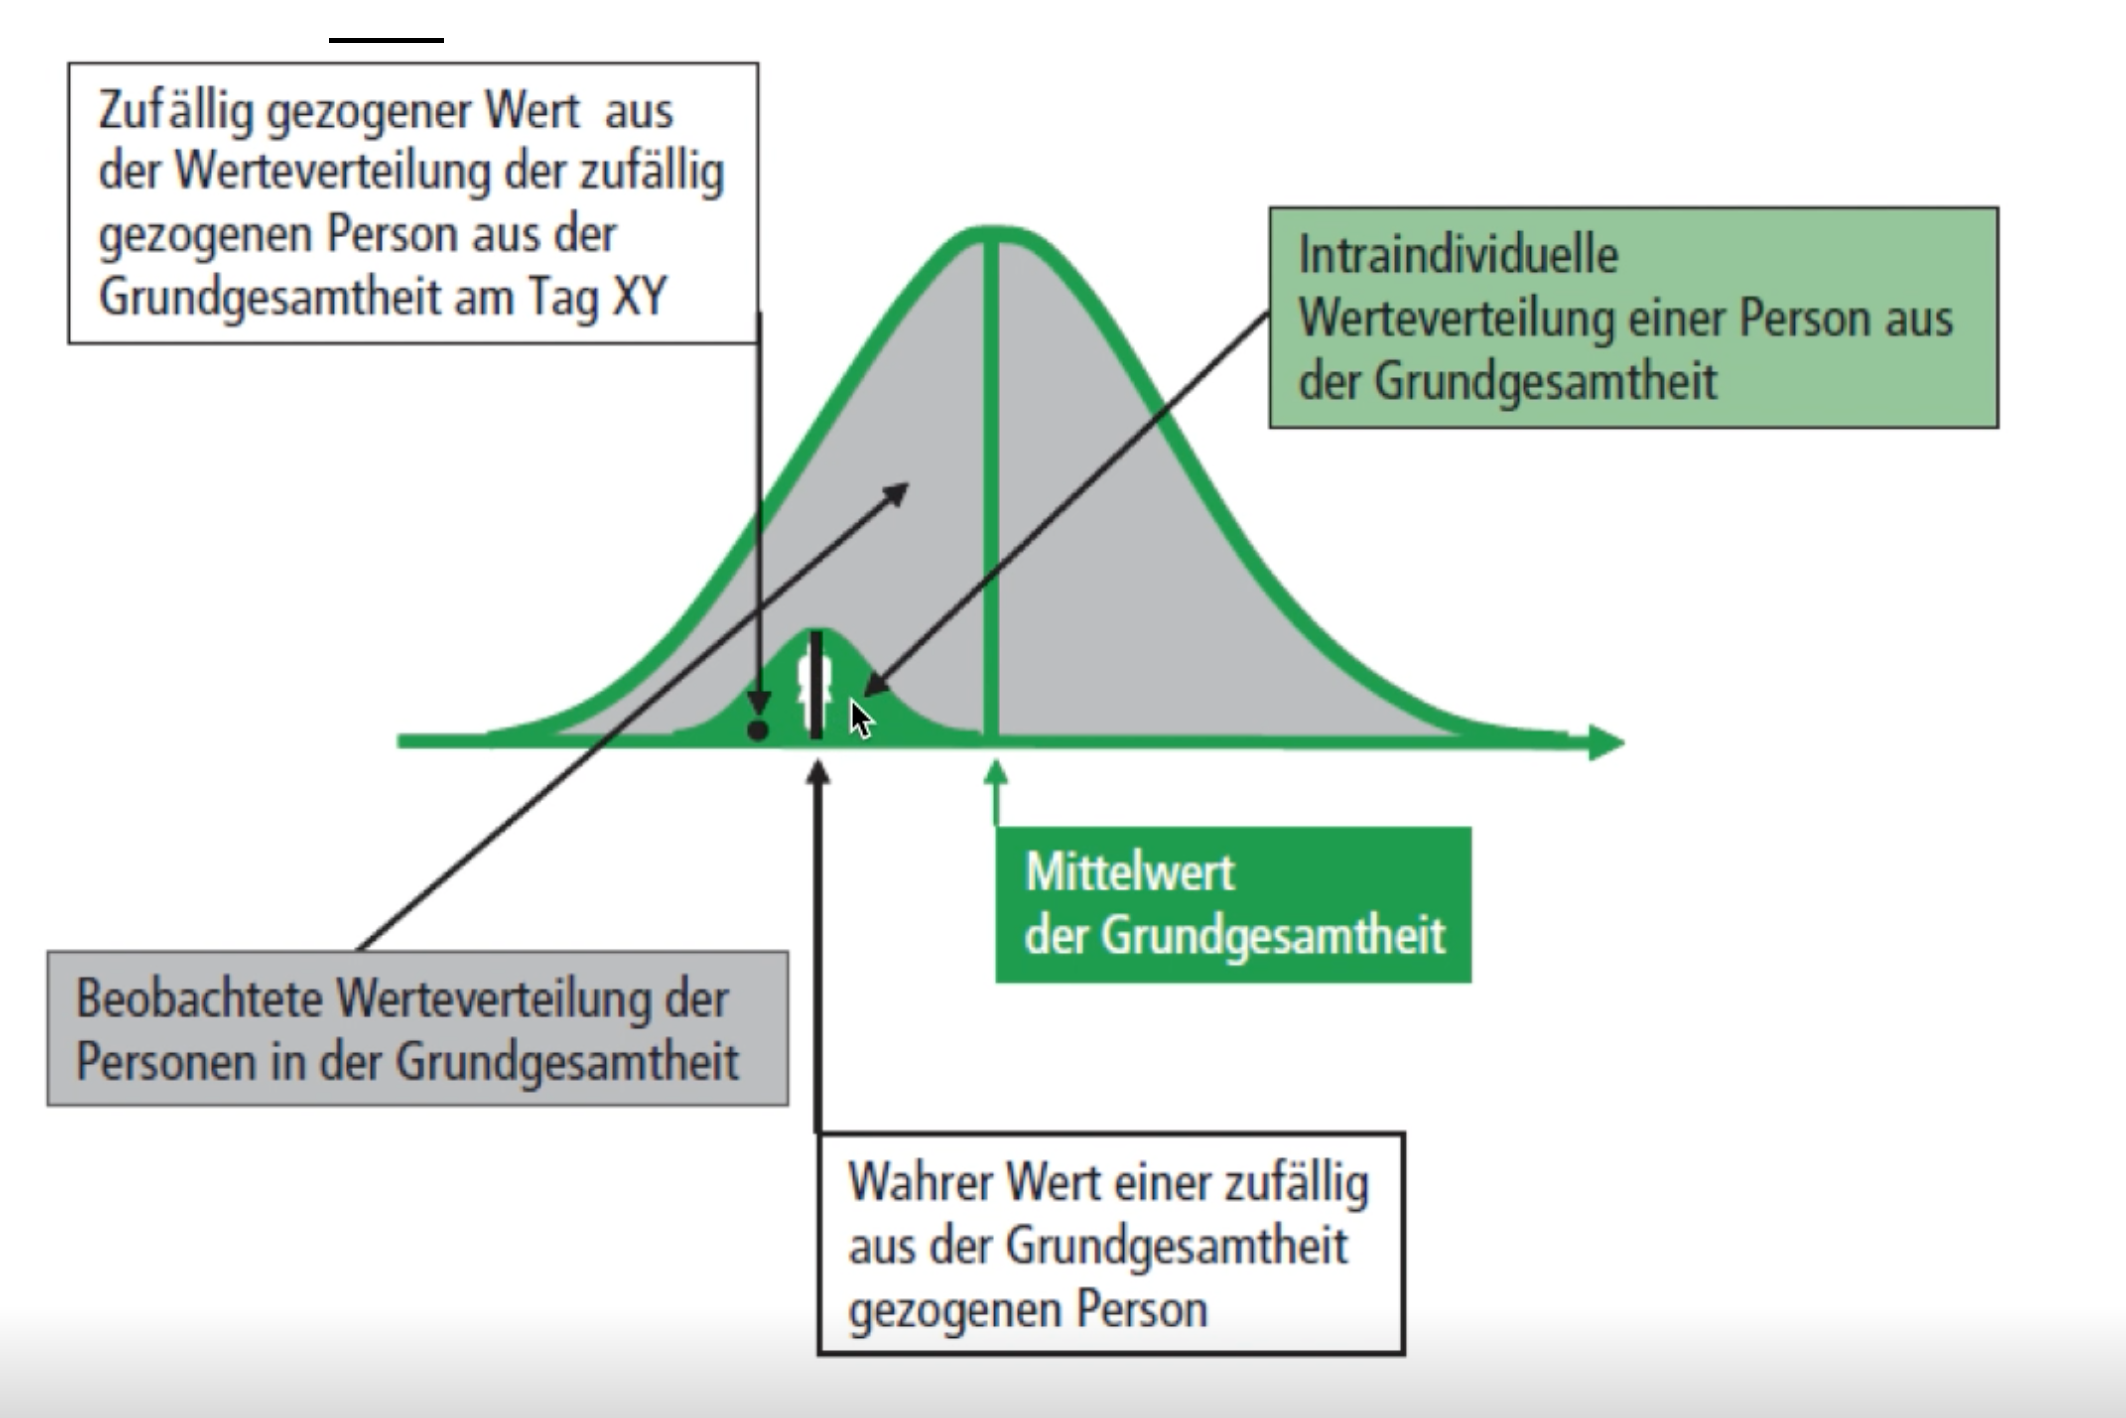 Zufällig gezogener Wert aus
der Werteverteilung der zufällig
gezogenen Person aus der
Grundgesamtheit am Tag XY
Intraindividuelle
Werteverteilung einer Person aus
der Grundgesamtheit
Mittelwert
der Grundgesamtheit
Beobachtete Werteverteilung der
Personen in der Grundgesamtheit
Wahrer Wert einer zufällig
aus der Grundgesamtheit
gezogenen Person